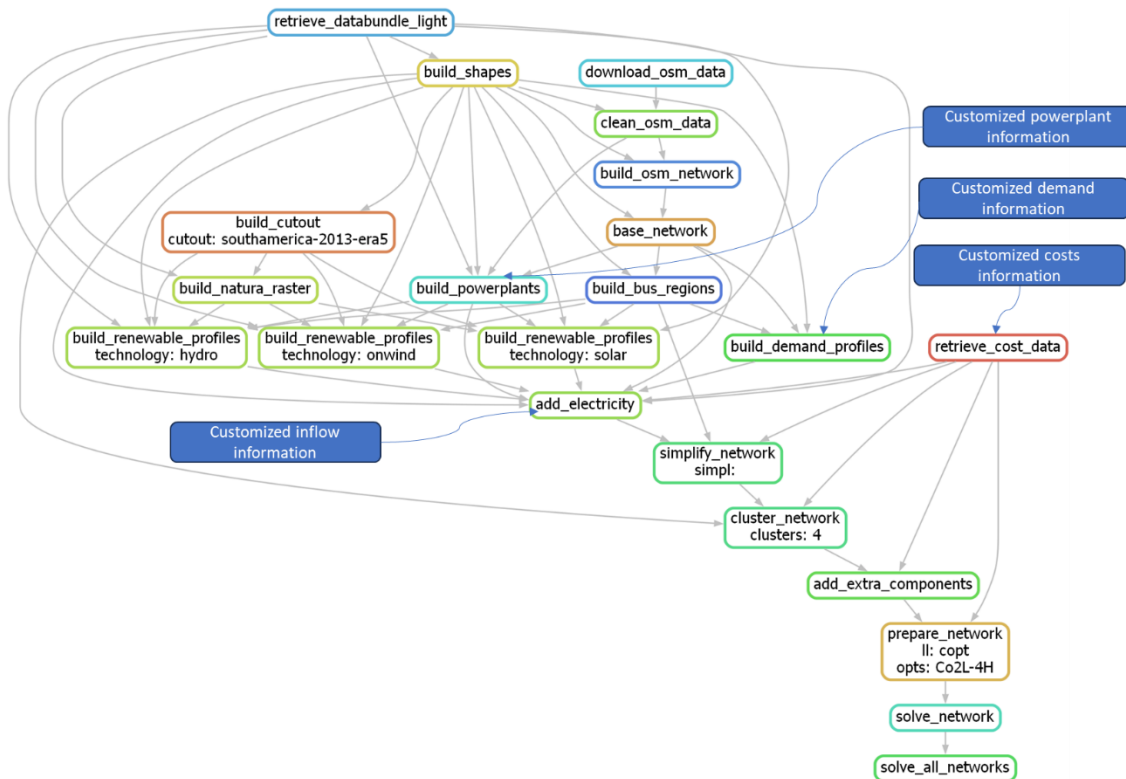 retrieve_databundle_light
build_shapes
download_osm_data
clean_osm_data
Customized powerplant
information
build_osm_network
Customized demand
information
build_cutout
cutout: southamerica-2013-era5
base_network
Customized costs
information
build_natura_raster
build_powerplants
build_bus_regions
build_renewable_profiles
technology: hydro
build_renewable_profiles
technology: onwind
build_renewable_profiles
technology: solar
build_demand_profiles
retrieve_cost_data
add_electricity
Customized inflow
information
simplify_network
simpl:
cluster_network
clusters: 4
add_extra_components
prepare_network
ll: copt
opts: Co2L-4H
solve_network
solve_all_networks